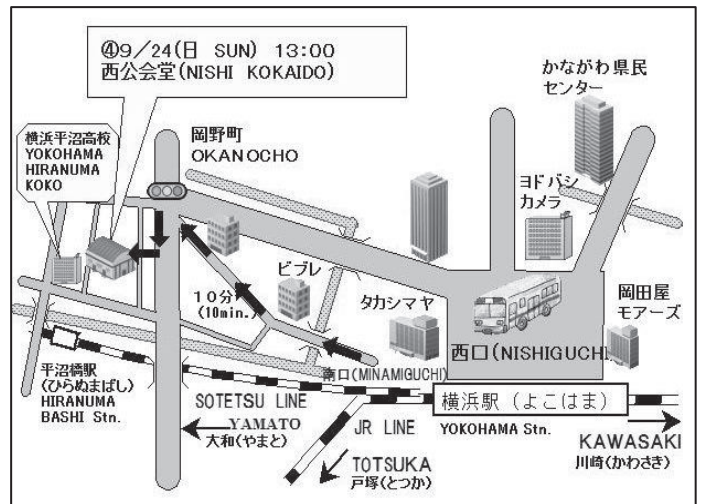 ④9／24(日 SUN) 13:00
西公会堂(NISHI KOKAIDO)
かながわ県民
センター
横浜平沼高校
YOKOHAMA
HIRANUMA
KOKO
岡野町
OKANOCHO
ヨドバシ
カメラ
ビブレ
10分
(10min.)
タカシマヤ
岡田屋
モアーズ
西口(NISHIGUCHI)
平沼橋駅
(ひらぬまばし)
HIRANUMA
BASHI Stn.
南口(MINAMIGUCHI)
SOTETSU LINE
横浜駅（よこはま）
YOKOHAMA Stn.
YAMATO
大和(やまと)
JR LINE
KAWASAKI
川崎(かわさき)
TOTSUKA
戸塚(とつか)